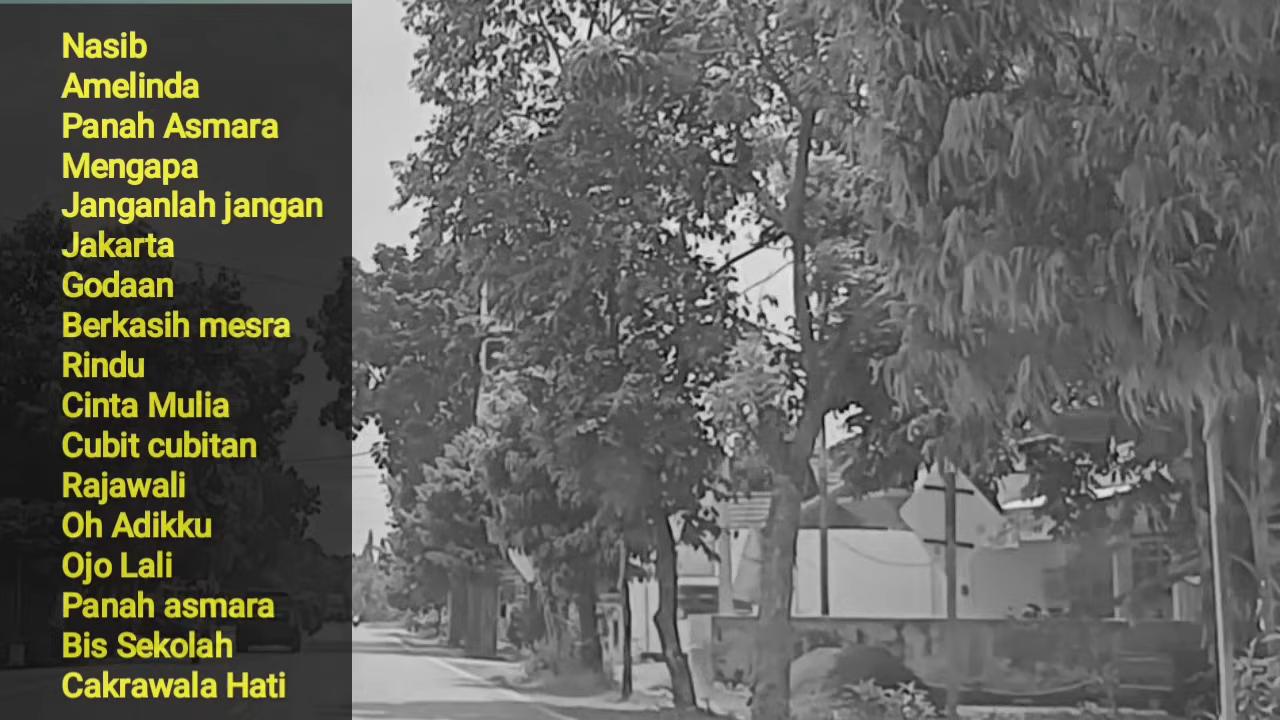 Nasib
Amelinda
Panah Asmara
Mengapa
Janganlah jangan
Jakarta
Godaan
Berkasih mesra
Rindu
Cinta Mulia
Cubit cubitan
Rajawali
Oh Adikku
Ojo Lali
Panah asmara
Bis Sekolah
Cakrawala Hati